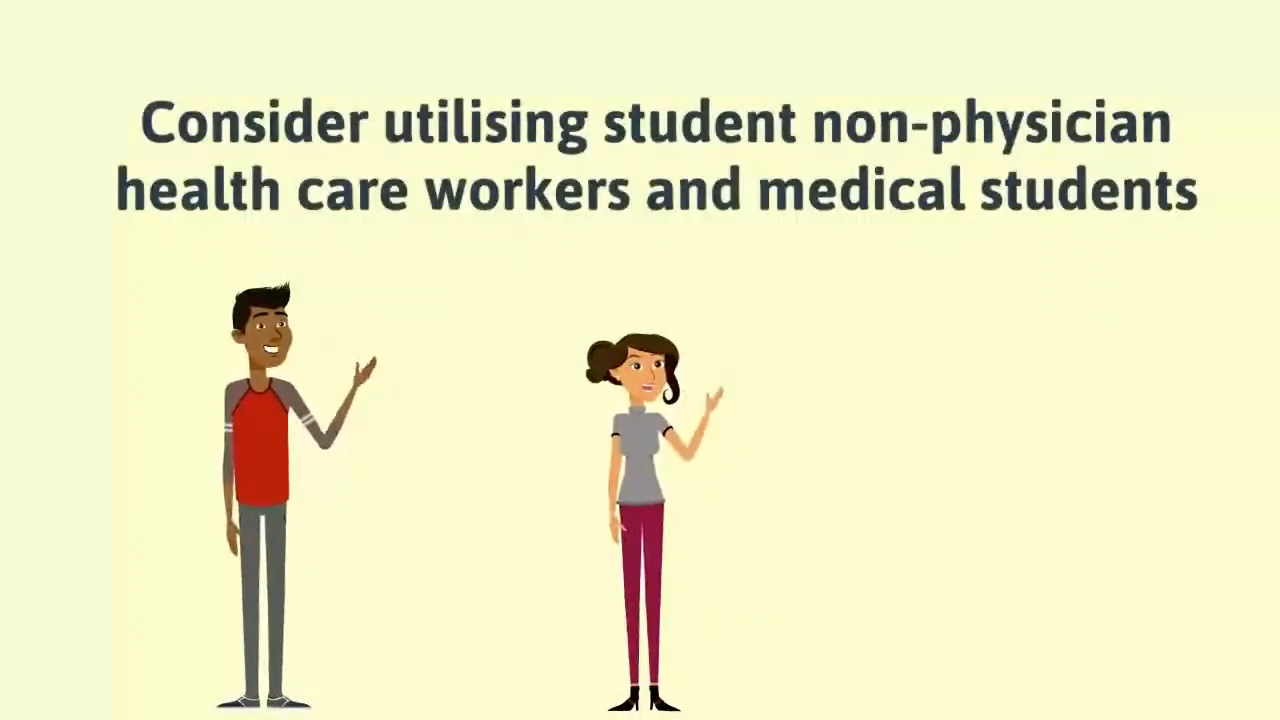 Consider utilising student non-physician
health care workers and medical students